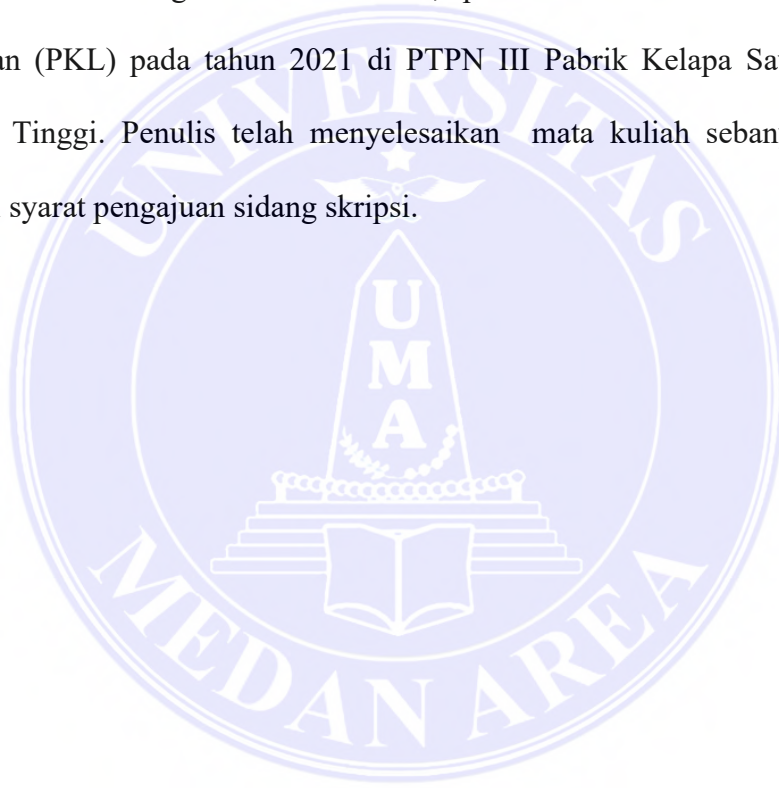 an (PKL) pada tahun 2021 di PTPN III Pabrik Kelapa Sa
Tinggi. Penulis telah menyelesaikan mata kuliah seban
syarat pengajuan sidang skripsi.
UNIVERSITAS
U
M
A
MEDAN AREA